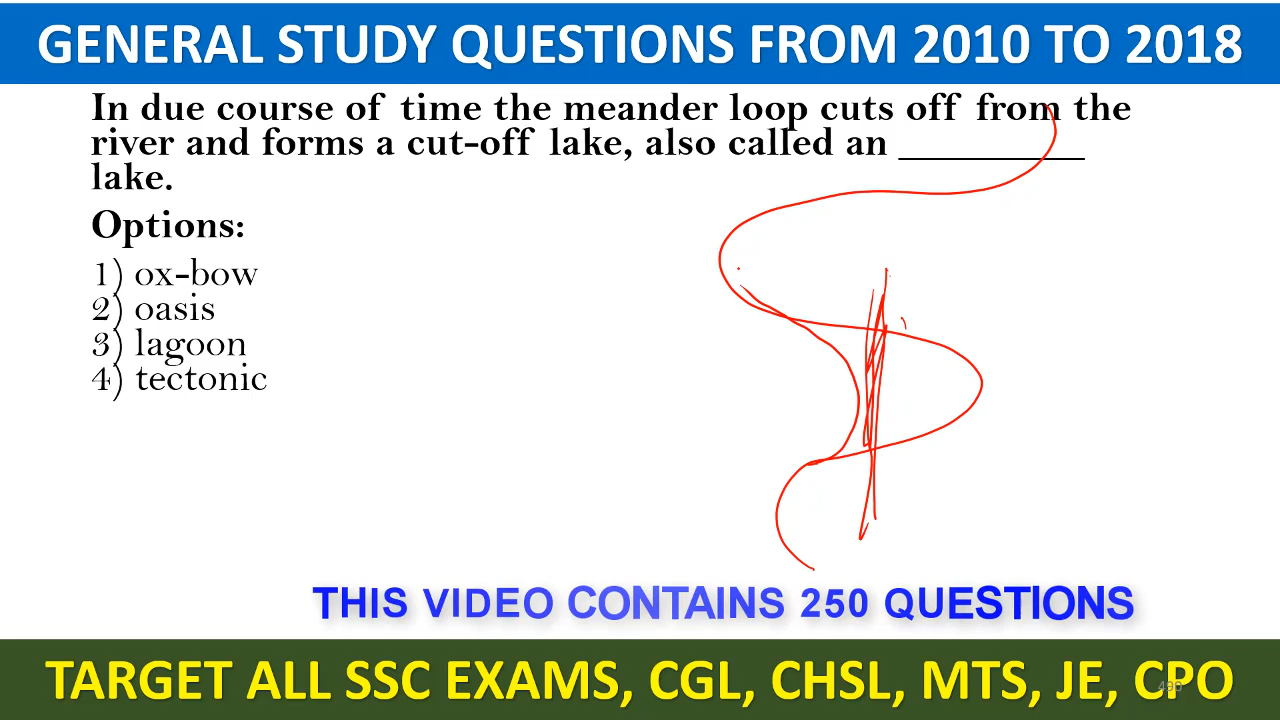 GENERAL STUDY QUESTIONS FROM 2010 TO 2018
In due course of time the meander loop cuts off from the
river and forms a cut-off lake, also called an __________
lake.
Options:
1) ox-bow
2) oasis
3) lagoon
4) tectonic
THIS VIDEO CONTAINS 250 QUESTIONS
TARGET ALL SSC EXAMS, CGL, CHSL, MTS, JE, CPO